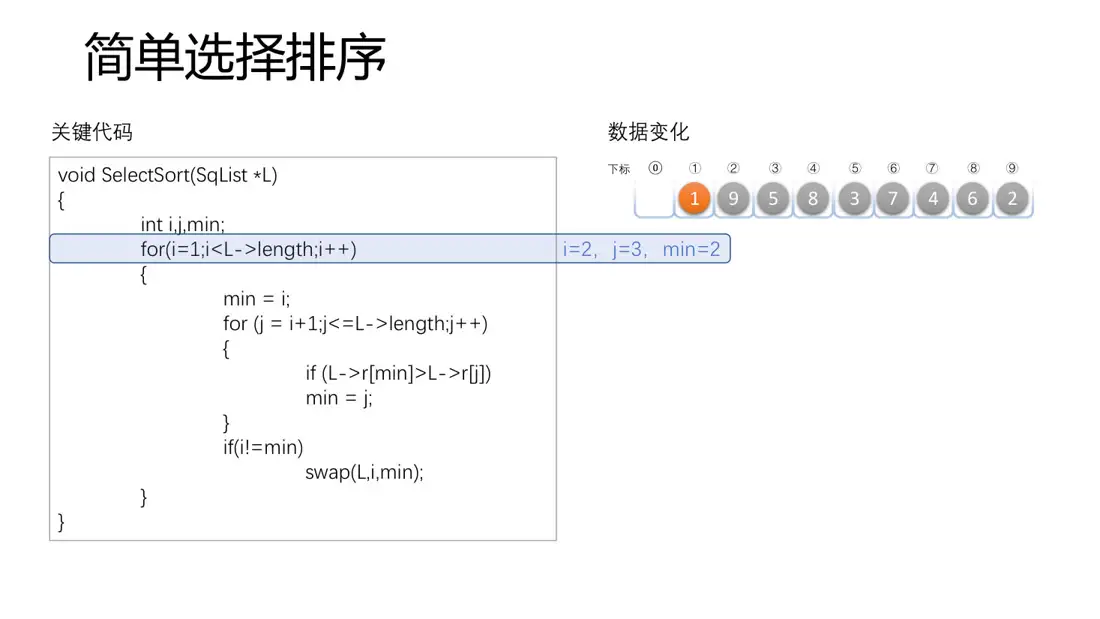 简单选择排序
关键代码
void SelectSort(SqList *L)
{
int i,j,min;
for(i=1;i<L->length;i++)
{
min = i;
for (j = i+1;j<=L->length;j++)
{
if (L->r[min]>L->r[j])
min = j;
}
if(i!=min)
swap(L,i,min);
}
}
数据变化
下标 ⓪ ① ② ③ ④ ⑤ ⑥ ⑦ ⑧ ⑨
1 9 5 8 3 7 4 6 2
i=2, j=3, min=2